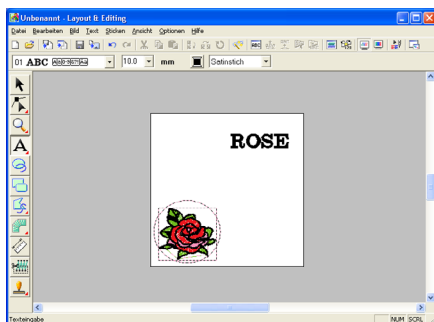 Unbenannt - Layout & Editing
Datei Bearbeiten Bild Text Sticken Ansicht Optionen Hilfe
ABC
01 ABC 10.0 mm Satinstich
ROSE
Texteingabe NUM SCRL